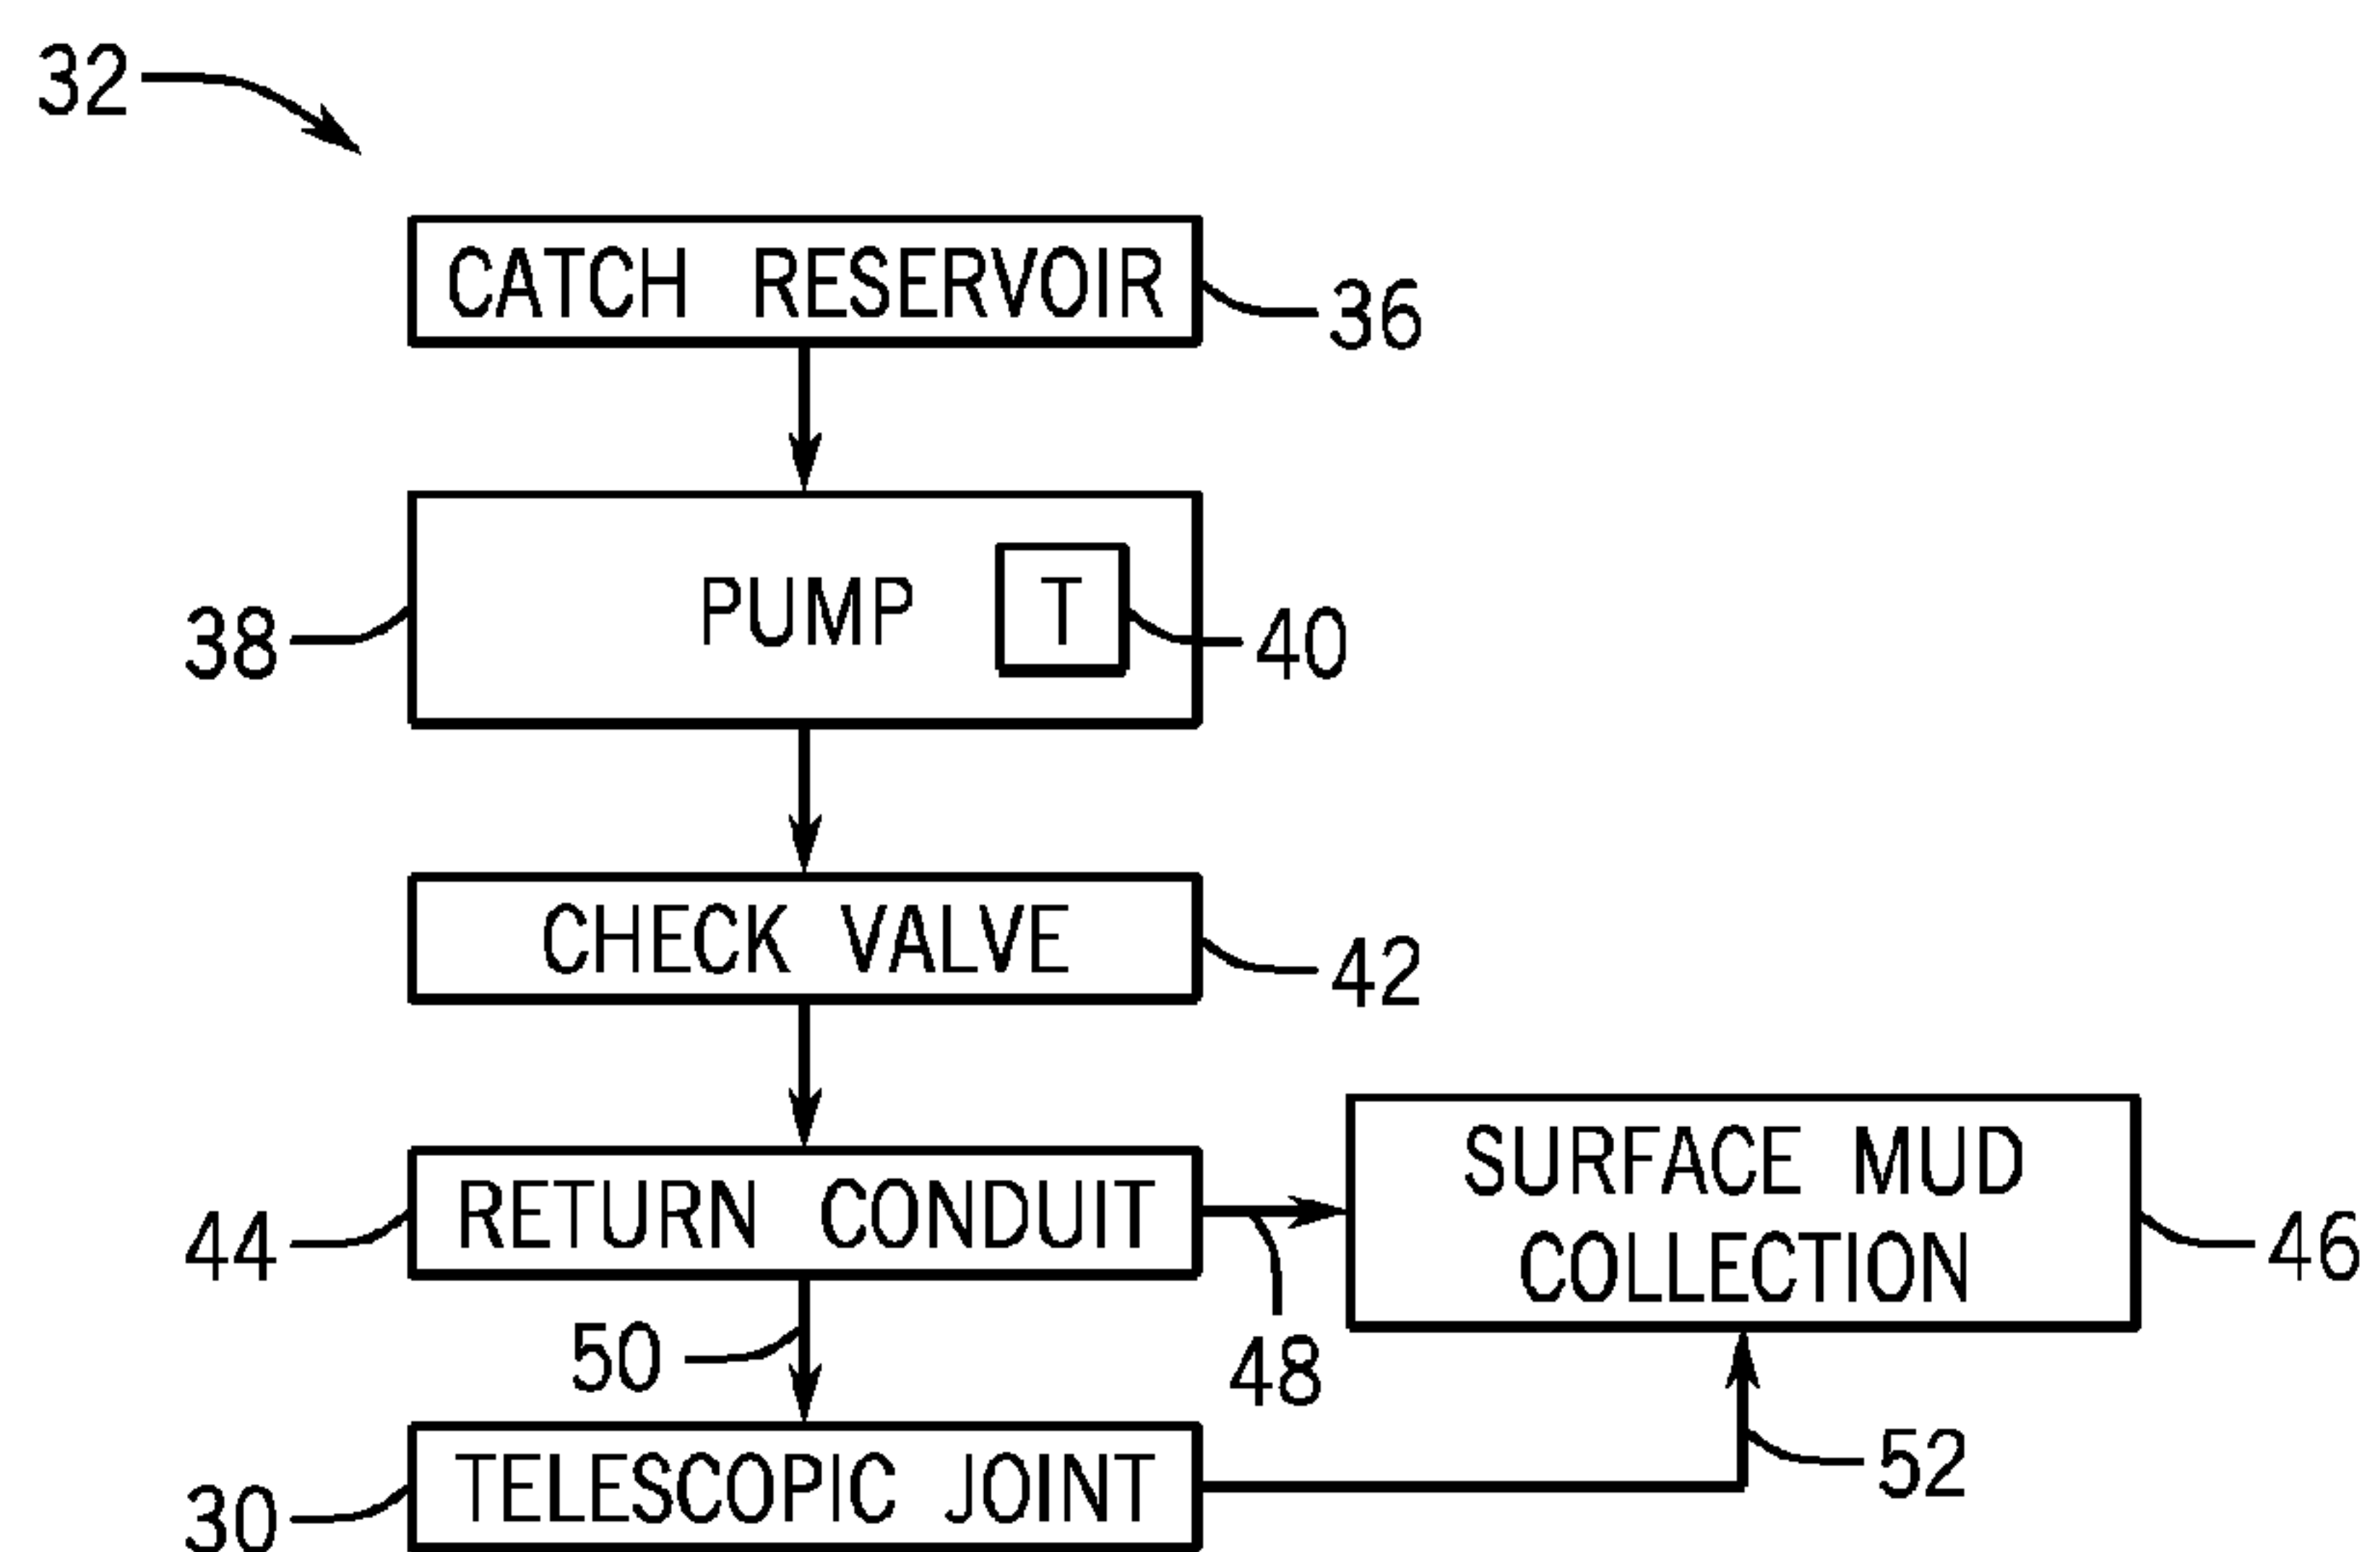 32
CATCH RESERVOIR
36
PUMP
T
38
40
CHECK VALVE
42
RETURN CONDUIT
44
SURFACE MUD
COLLECTION
46
50
48
TELESCOPIC JOINT
52
30